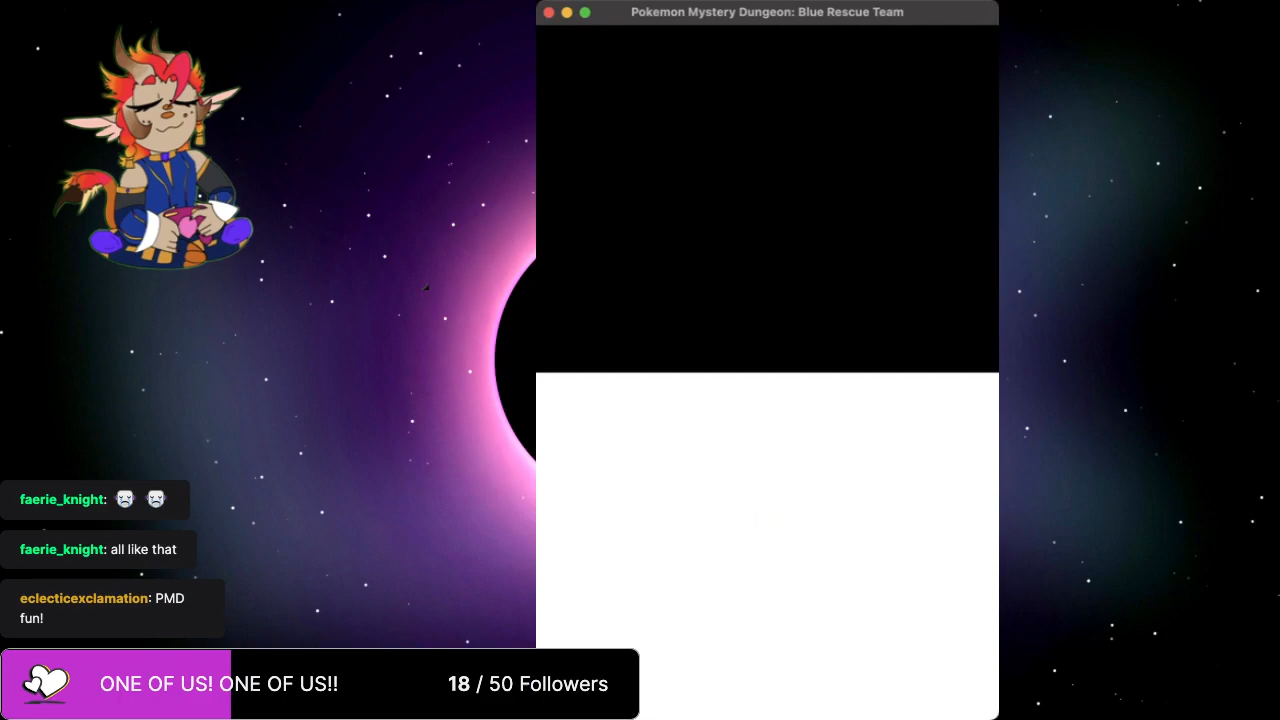 Pokemon Mystery Dungeon: Blue Rescue Team
faerie_knight:
faerie_knight: all like that
eclecticexclamation: PMD
fun!
ONE OF US! ONE OF US!! 18 / 50 Followers